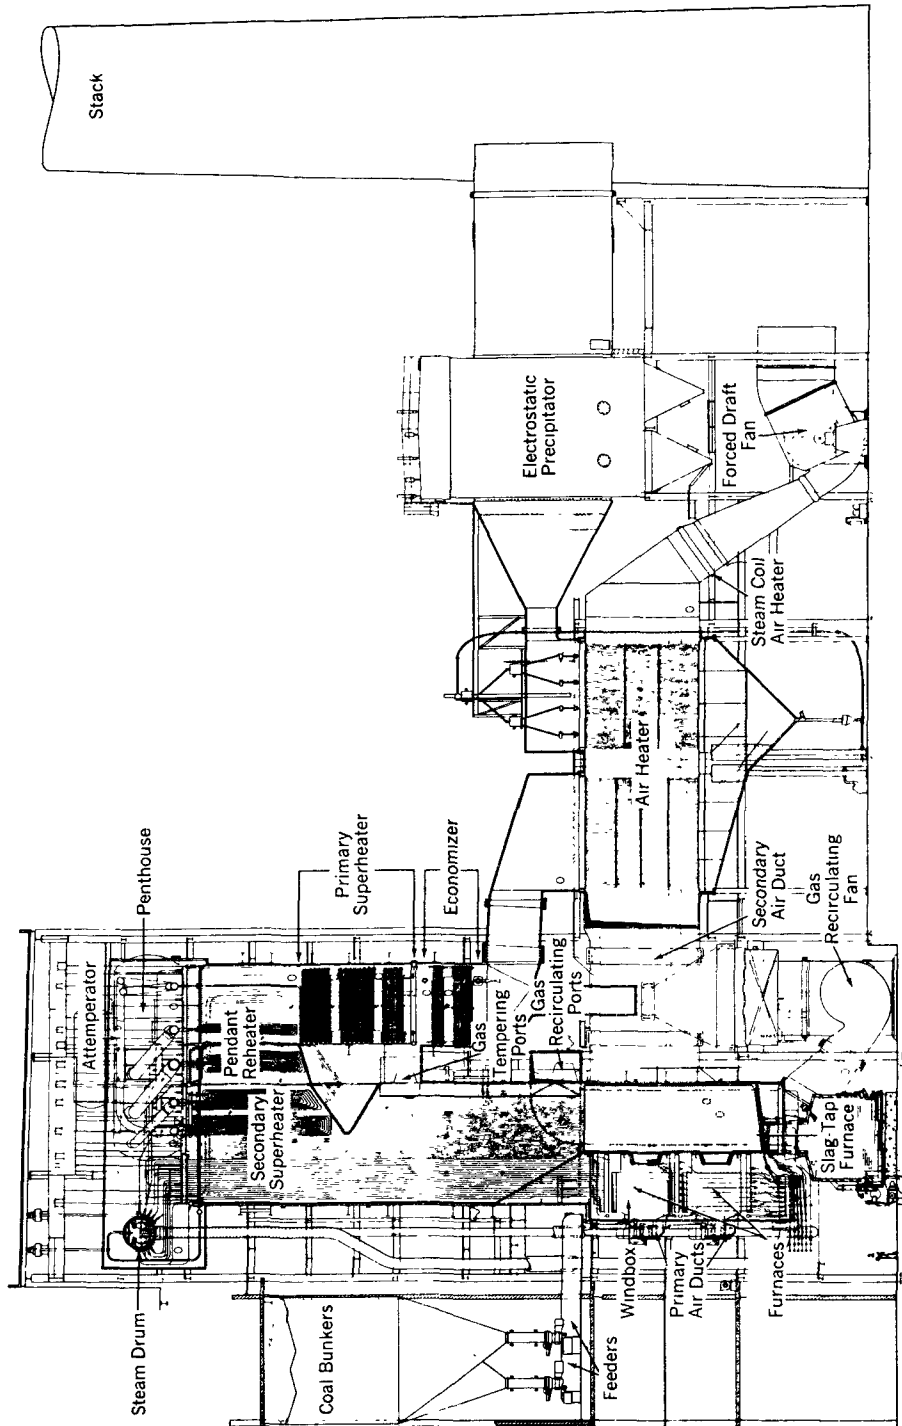 Stack
Electrostatic
Precipitator
Forced Draft
Fan
Steam Coil
Air Heater
Air Heater
Penthouse
Primary
Superheater
Economizer
Secondary
Air Duct
Gas
Recirculating
Fan
Attemperator
Pendant
Reheater
Gas
Tempering
Ports
Gas
Recirculating
Ports
Secondary
Superheater
Slag-Tap
Furnace
Steam Drum
Coal Bunkers
Feeders
Windbox
Primary
Air Ducts
Furnaces